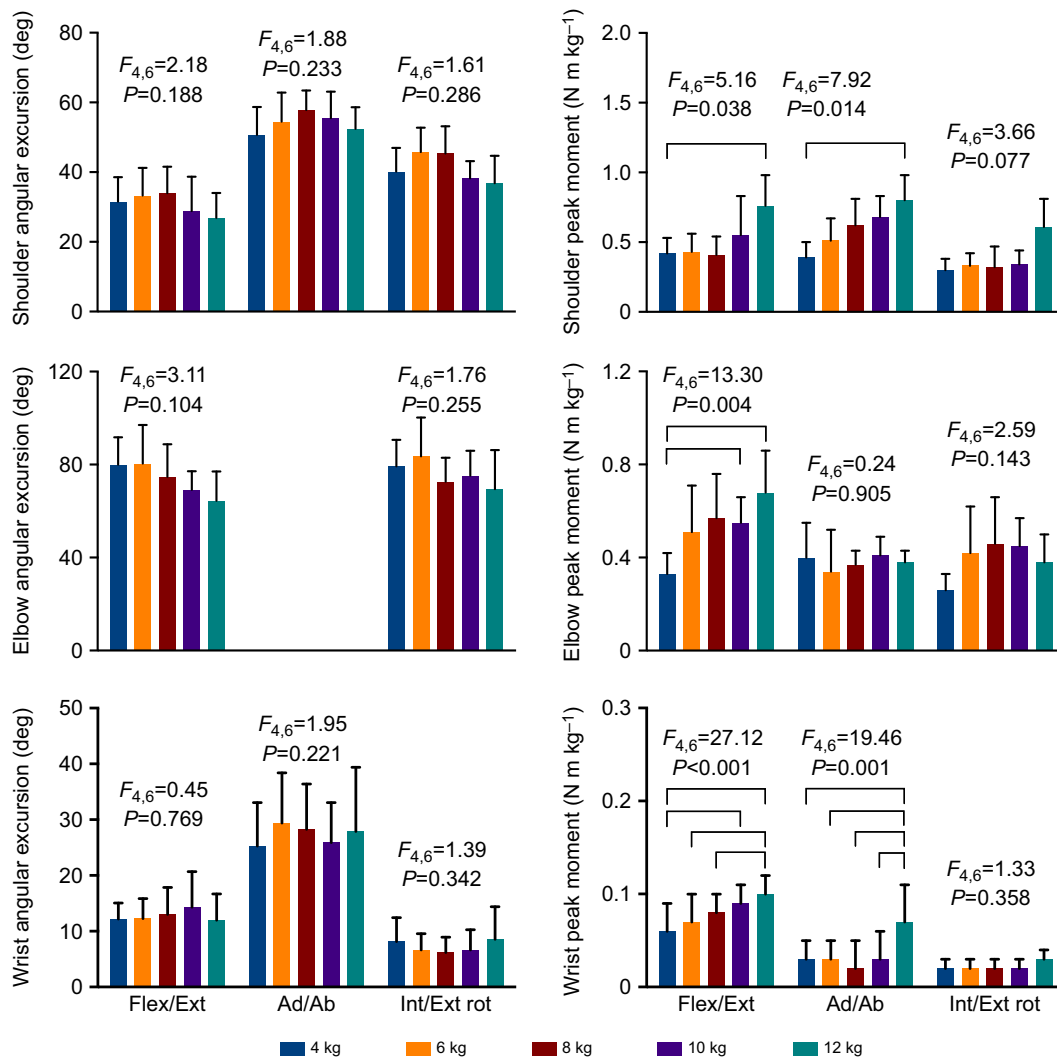 Shoulder angular excursion (deg)
80
60
40
20
0
F4,6=2.18
P=0.188
F4,6=1.88
P=0.233
F4,6=1.61
P=0.286
Shoulder peak moment (N m kg–1)
2.0
1.5
1.0
0.5
0
F4,6=5.16
P=0.038
F4,6=7.92
P=0.014
F4,6=3.66
P=0.077
Elbow angular excursion (deg)
120
80
40
0
F4,6=3.11
P=0.104
F4,6=1.76
P=0.255
Elbow peak moment (N m kg–1)
1.2
0.8
0.4
0
F4,6=13.30
P=0.004
F4,6=0.24
P=0.905
F4,6=2.59
P=0.143
Wrist angular excursion (deg)
50
40
30
20
10
0
F4,6=0.45
P=0.769
F4,6=1.95
P=0.221
F4,6=1.39
P=0.342
Flex/Ext
Ad/Ab
Int/Ext rot
Wrist peak moment (N m kg–1)
0.3
0.2
0.1
0
F4,6=27.12
P<0.001
F4,6=19.46
P=0.001
F4,6=1.33
P=0.358
Flex/Ext
Ad/Ab
Int/Ext rot
4 kg
6 kg
8 kg
10 kg
12 kg